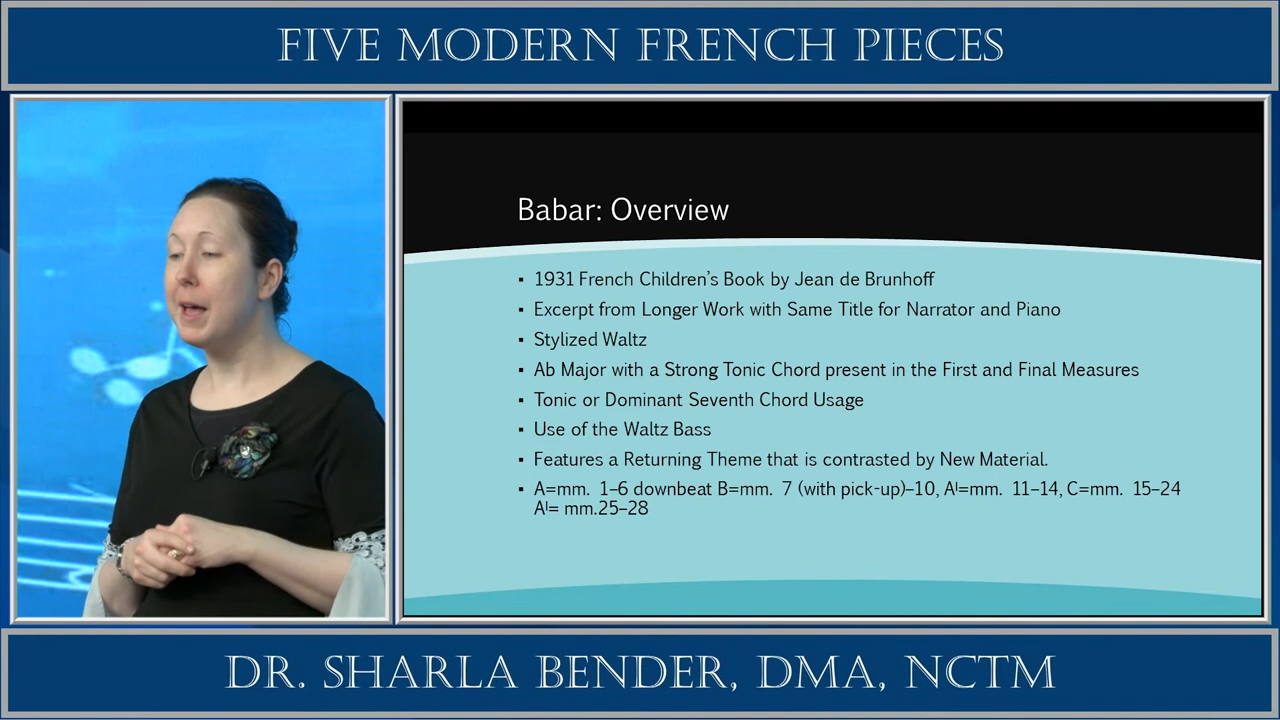 FIVE MODERN FRENCH PIECES
Babar: Overview
▪ 1931 French Children's Book by Jean de Brunhoff
▪ Excerpt from Longer Work with Same Title for Narrator and Piano
▪ Stylized Waltz
▪ Ab Major with a Strong Tonic Chord present in the First and Final Measures
▪ Tonic or Dominant Seventh Chord Usage
▪ Use of the Waltz Bass
▪ Features a Returning Theme that is contrasted by New Material.
▪ A=mm. 1–6 downbeat B=mm. 7 (with pick-up)–10, A^I=mm. 11–14, C=mm. 15–24
A^I= mm.25–28
DR. SHARLA BENDER, DMA, NCTM